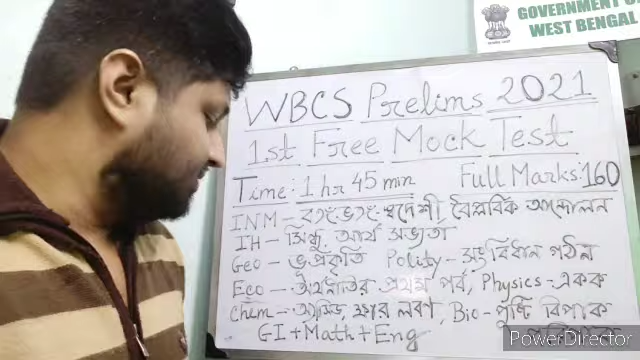 GOVERNMENT OF
WEST BENGAL
WBCS Prelims 2021
1st Free Mock Test
Time: 1 hr 45 min Full Marks: 160
INM - বঙ্গভঙ্গ স্বদেশী বৈপ্লবিক আন্দোলন
IH - সিন্ধু আর্য সভ্যতা
Geo - ভূপ্রকৃতি Polity - সংবিধান গঠন
Eco - অর্থনীতির প্রথম পর্ব, Physics - একক
Chem - অ্যাসিড ক্ষার লবণ, Bio - পুষ্টি বিপাক
GI + Math + Eng
PowerDirector